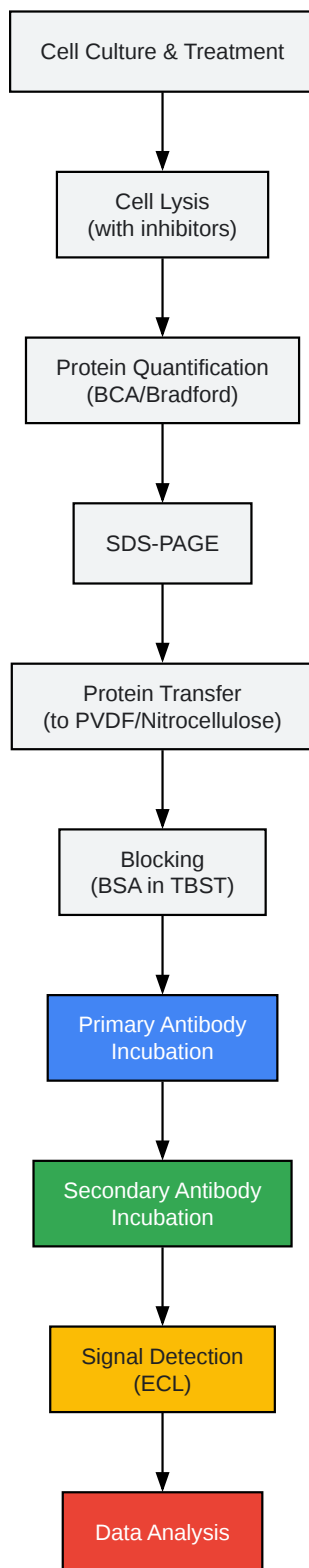 Cell Culture & Treatment
Cell Lysis
(with inhibitors)
Protein Quantification
(BCA/Bradford)
SDS-PAGE
Protein Transfer
(to PVDF/Nitrocellulose)
Blocking
(BSA in TBST)
Primary Antibody
Incubation
Secondary Antibody
Incubation
Signal Detection
(ECL)
Data Analysis